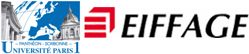 PANTHÉON - SORBONNE
UNIVERSITÉ PARIS 1
EIFFAGE